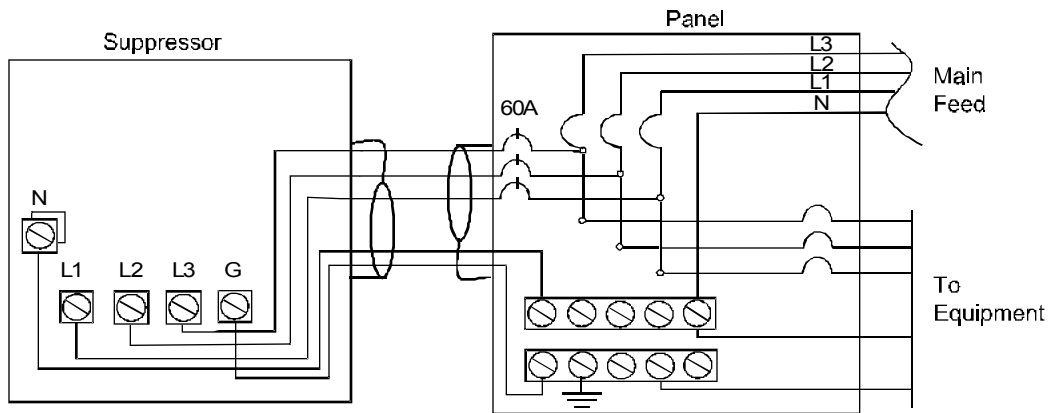 Panel
Suppressor
L3
L2
L1
N
Main
Feed
60A
N
L1 L2 L3 G
To
Equipment